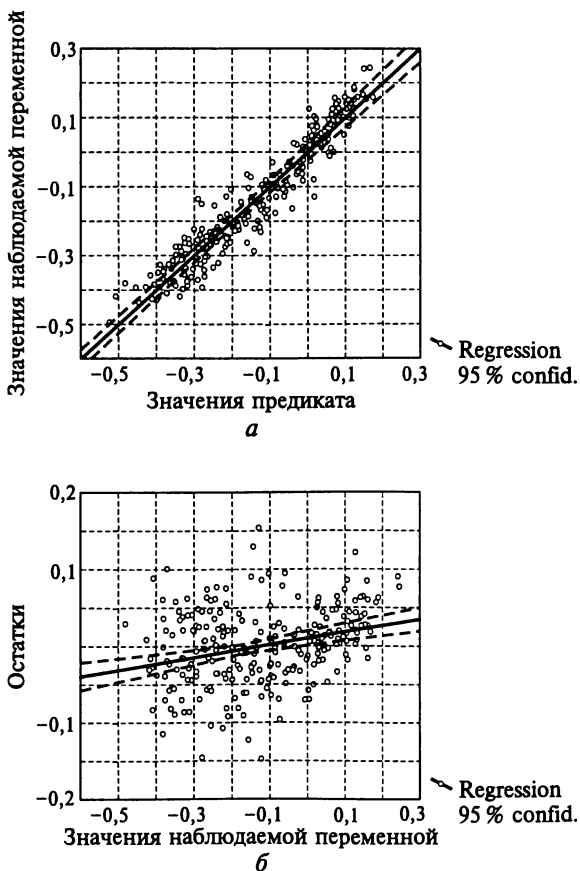 Значения наблюдаемой переменной
0,3
0,1
−0,1
−0,3
−0,5
−0,5 −0,3 −0,1 0,1 0,3
Значения предиката
Regression
95 % confid.
а
Остатки
0,2
0,1
−0,1
−0,2
−0,5 −0,3 −0,1 0,1 0,3
Значения наблюдаемой переменной
Regression
95 % confid.
б